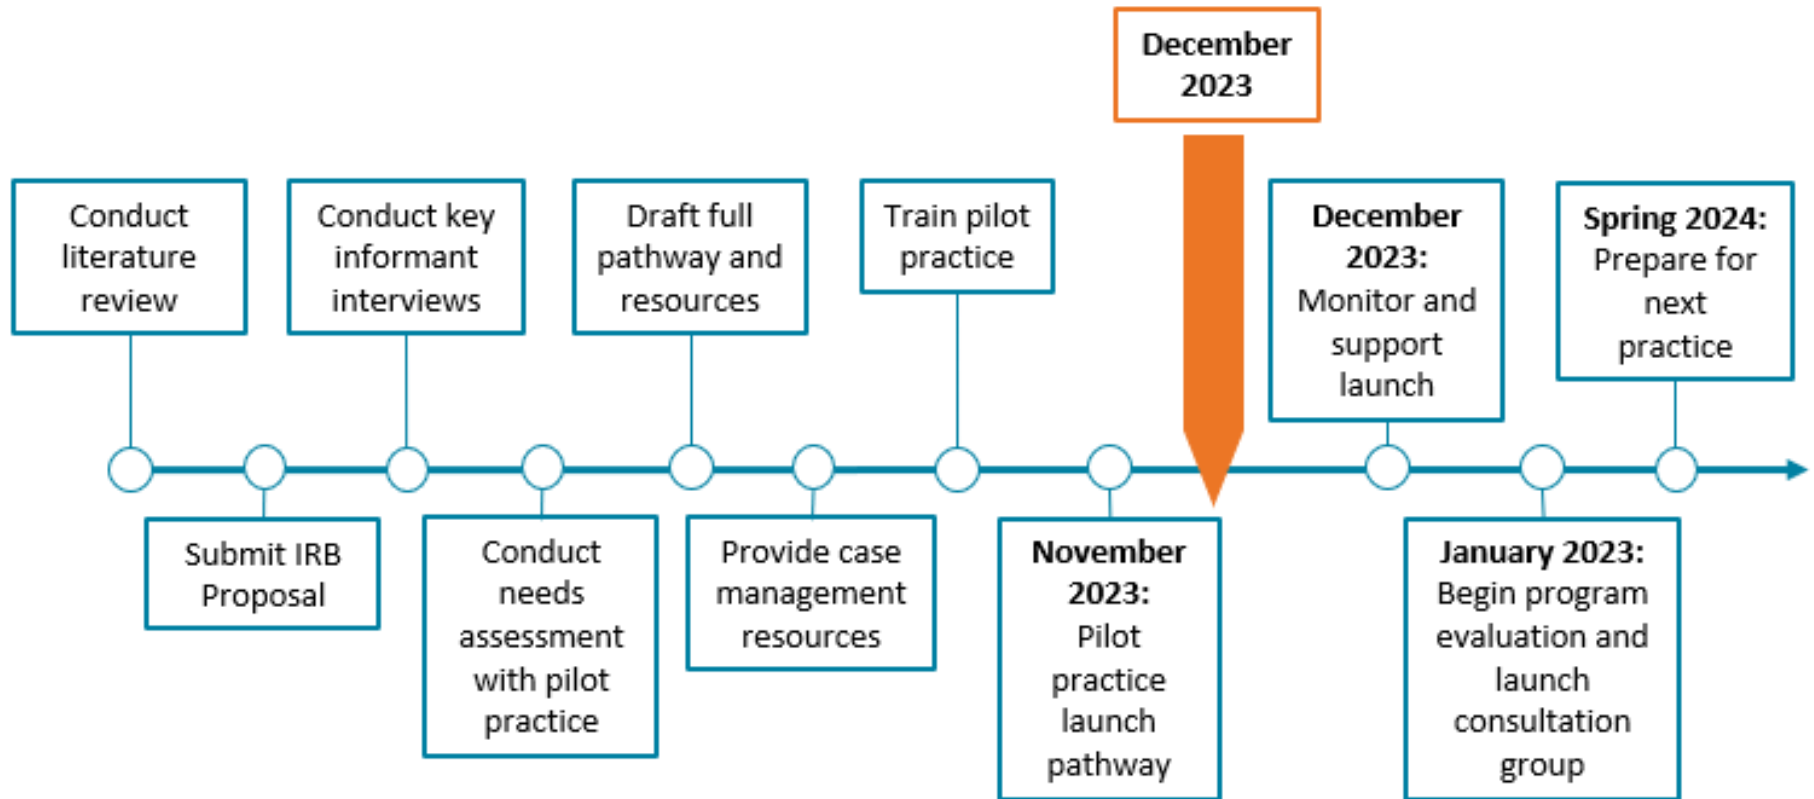 December
2023
Conduct
literature
review
Submit IRB
Proposal
Conduct key
informant
interviews
Conduct
needs
assessment
with pilot
practice
Draft full
pathway and
resources
Provide case
management
resources
Train pilot
practice
November
2023:
Pilot
practice
launch
pathway
December
2023:
Monitor and
support
launch
January 2023:
Begin program
evaluation and
launch
consultation
group
Spring 2024:
Prepare for
next
practice